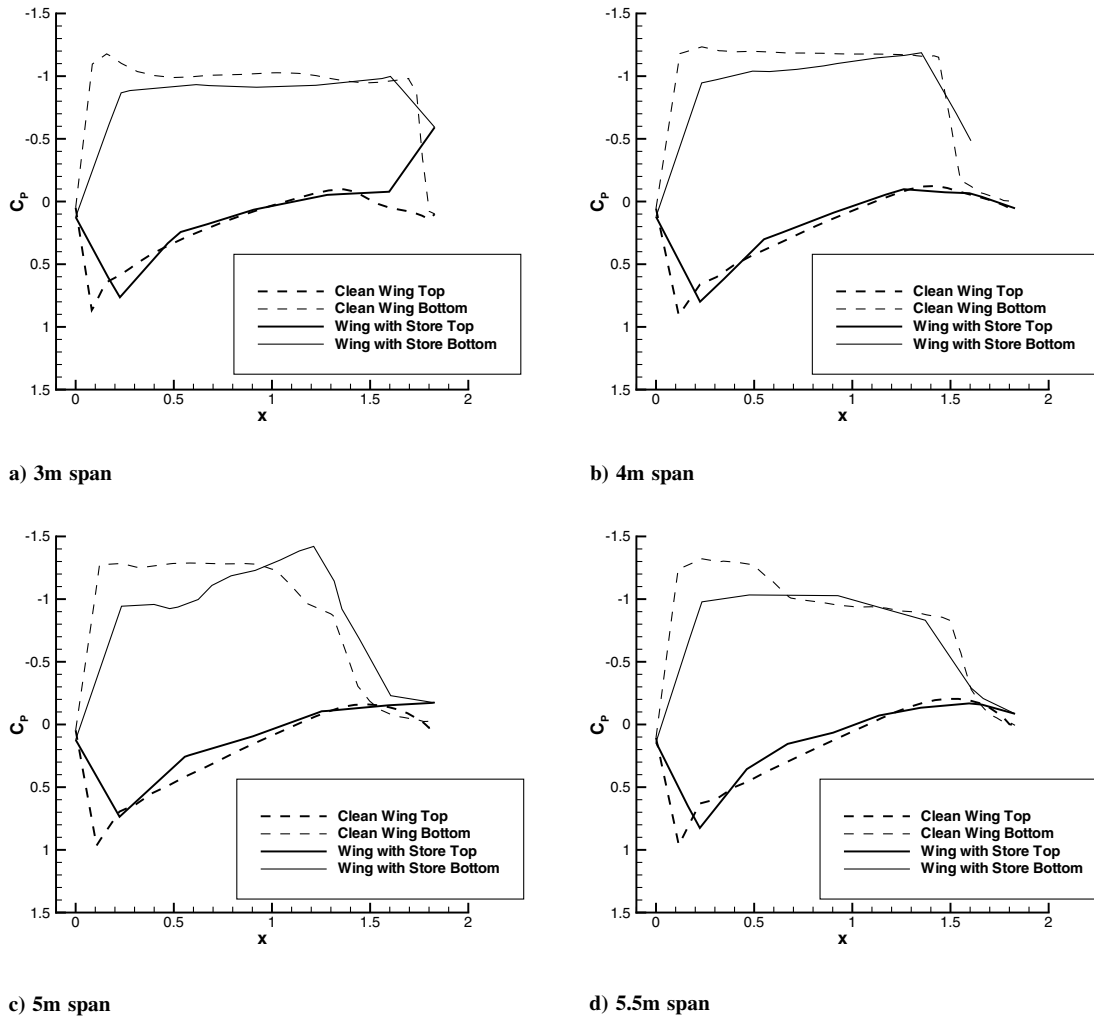 -1.5
-1
-0.5
0
0.5
1
1.5
C_P
0
0.5
1
1.5
2
x
Clean Wing Top
Clean Wing Bottom
Wing with Store Top
Wing with Store Bottom
a) 3m span
-1.5
-1
-0.5
0
0.5
1
1.5
C_P
0
0.5
1
1.5
2
x
Clean Wing Top
Clean Wing Bottom
Wing with Store Top
Wing with Store Bottom
b) 4m span
-1.5
-1
-0.5
0
0.5
1
1.5
C_P
0
0.5
1
1.5
2
x
Clean Wing Top
Clean Wing Bottom
Wing with Store Top
Wing with Store Bottom
c) 5m span
-1.5
-1
-0.5
0
0.5
1
1.5
C_P
0
0.5
1
1.5
2
x
Clean Wing Top
Clean Wing Bottom
Wing with Store Top
Wing with Store Bottom
d) 5.5m span